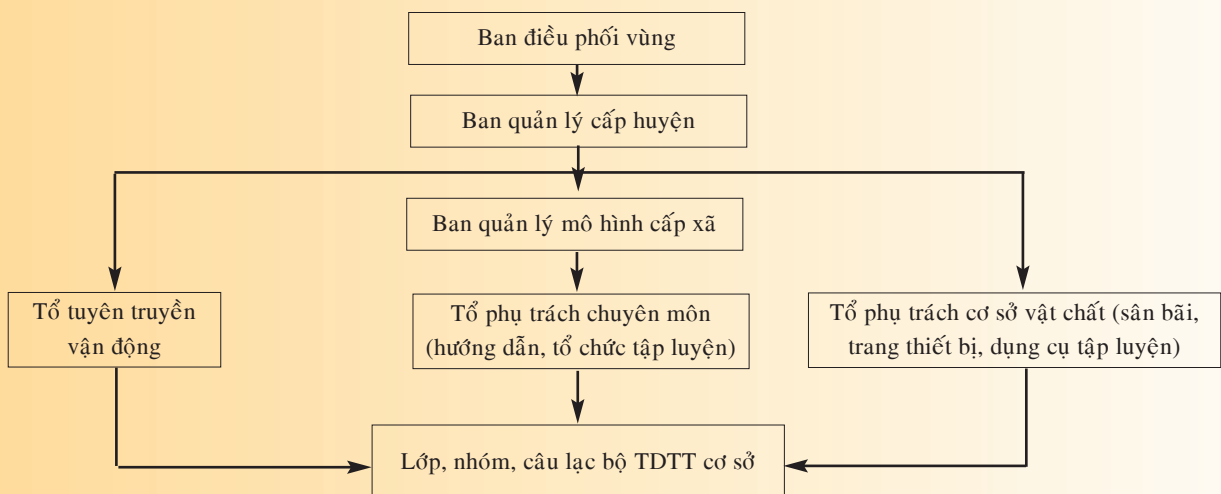 Ban điều phối vùng
Ban quản lý cấp huyện
Ban quản lý mô hình cấp xã
Tổ tuyên truyền
vận động
Tổ phụ trách chuyên môn
(hướng dẫn, tổ chức tập luyện)
Tổ phụ trách cơ sở vật chất (sân bãi,
trang thiết bị, dụng cụ tập luyện)
Lớp, nhóm, câu lạc bộ TDTT cơ sở